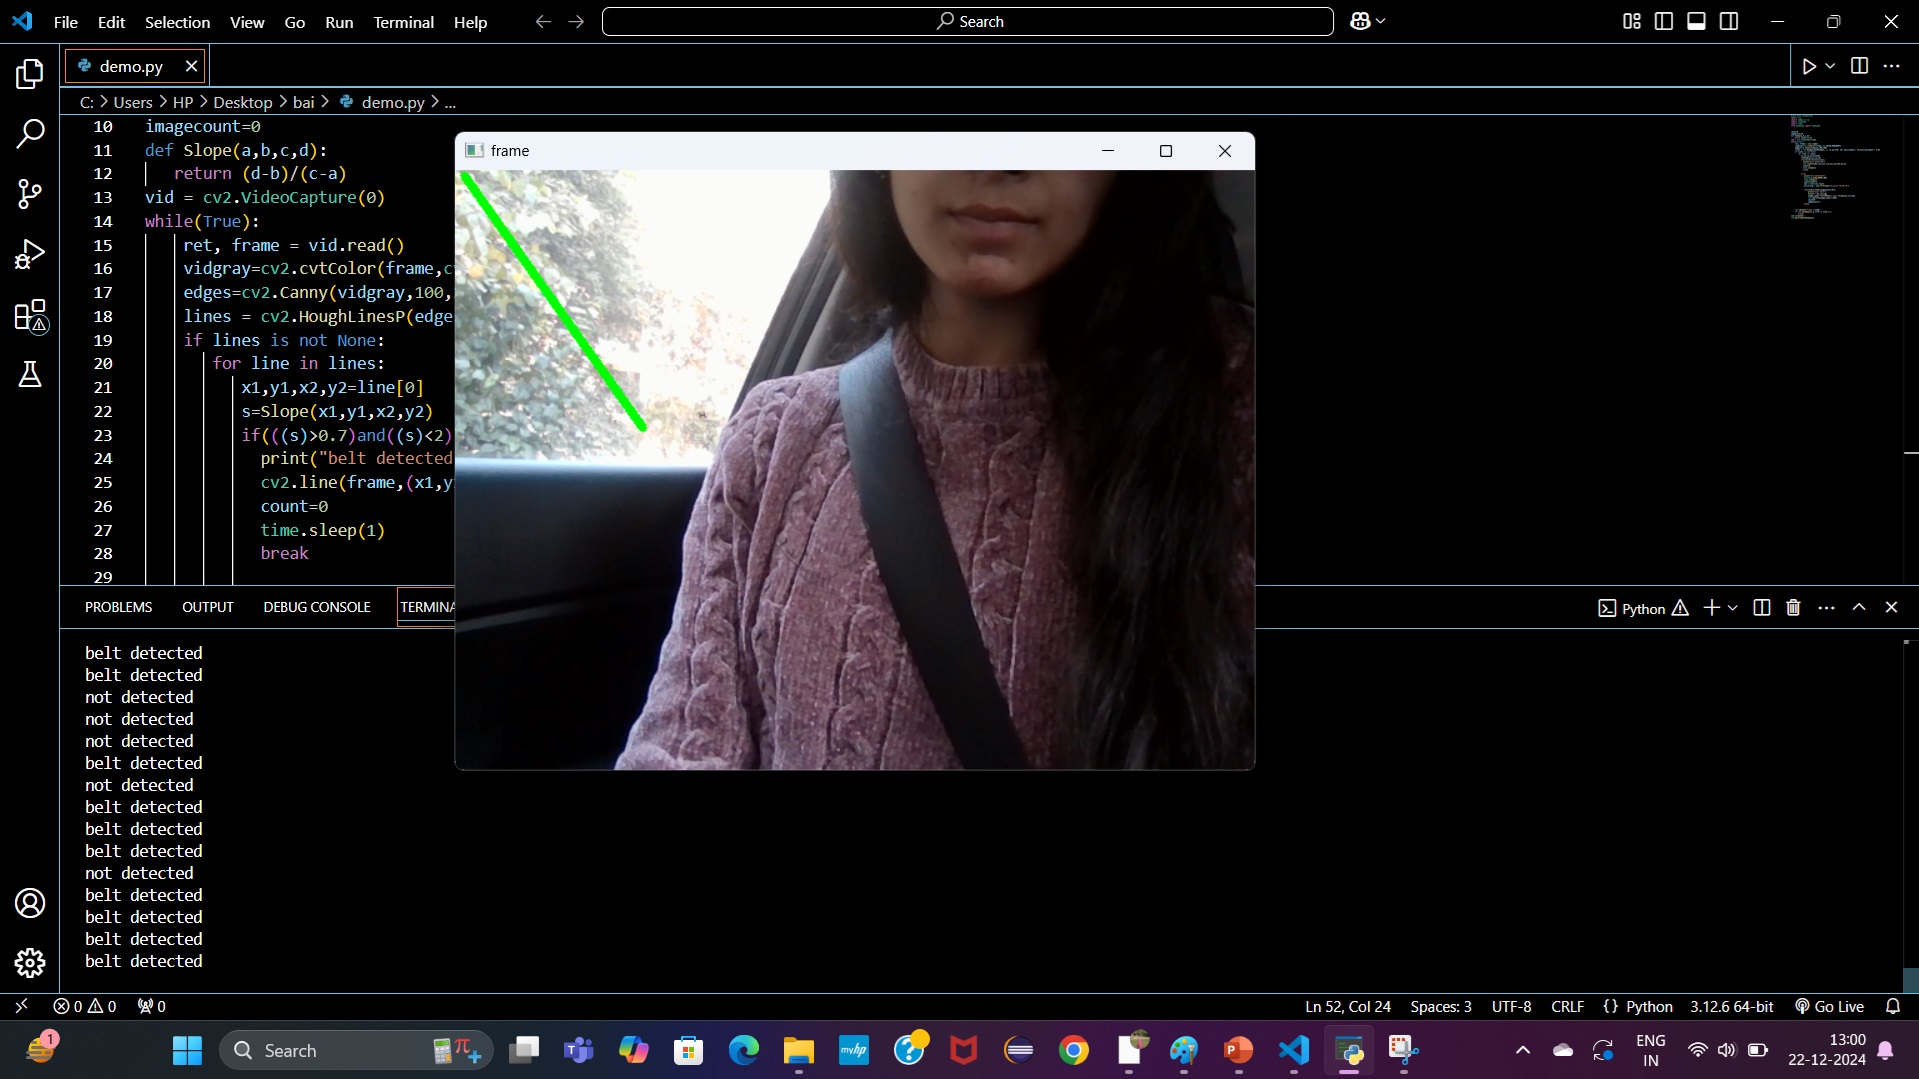 File Edit Selection View Go Run Terminal Help
Search
demo.py
C: > Users > HP > Desktop > bai > demo.py > ...
10 imagecount=0
11 def Slope(a,b,c,d):
12 return (d-b)/(c-a)
13 vid = cv2.VideoCapture(0)
14 while(True):
15 ret, frame = vid.read()
16 vidgray=cv2.cvtColor(frame,c
17 edges=cv2.Canny(vidgray,100,
18 lines = cv2.HoughLinesP(edge
19 if lines is not None:
20 for line in lines:
21 x1,y1,x2,y2=line[0]
22 s=Slope(x1,y1,x2,y2)
23 if(((s)>0.7)and((s)<2)
24 print("belt detected
25 cv2.line(frame,(x1,y
26 count=0
27 time.sleep(1)
28 break
29
frame
PROBLEMS OUTPUT DEBUG CONSOLE TERMINA
Python
belt detected
belt detected
not detected
not detected
not detected
belt detected
not detected
belt detected
belt detected
belt detected
not detected
belt detected
belt detected
belt detected
belt detected
0 0 0
Ln 52, Col 24 Spaces: 3 UTF-8 CRLF {} Python 3.12.6 64-bit Go Live
1
Search
myhp
ENG
IN
13:00
22-12-2024